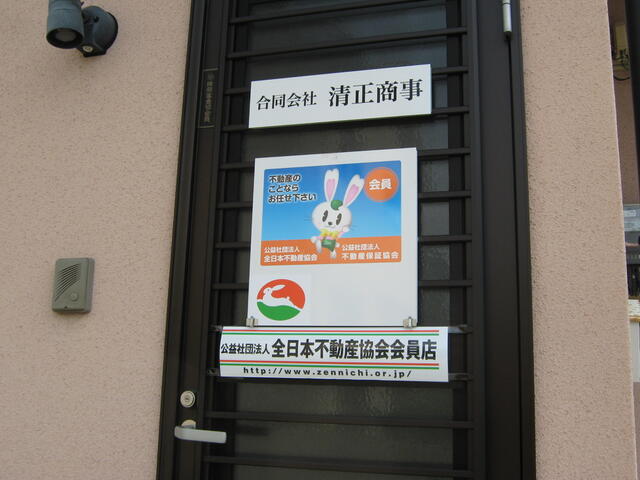 合同会社 清正商事
不動産の
ことなら
お任せ下さい
会員
公益社団法人
全日本不動産協会
公益社団法人
不動産保証協会
公益社団法人 全日本不動産協会会員店
http://www.zennichi.or.jp/